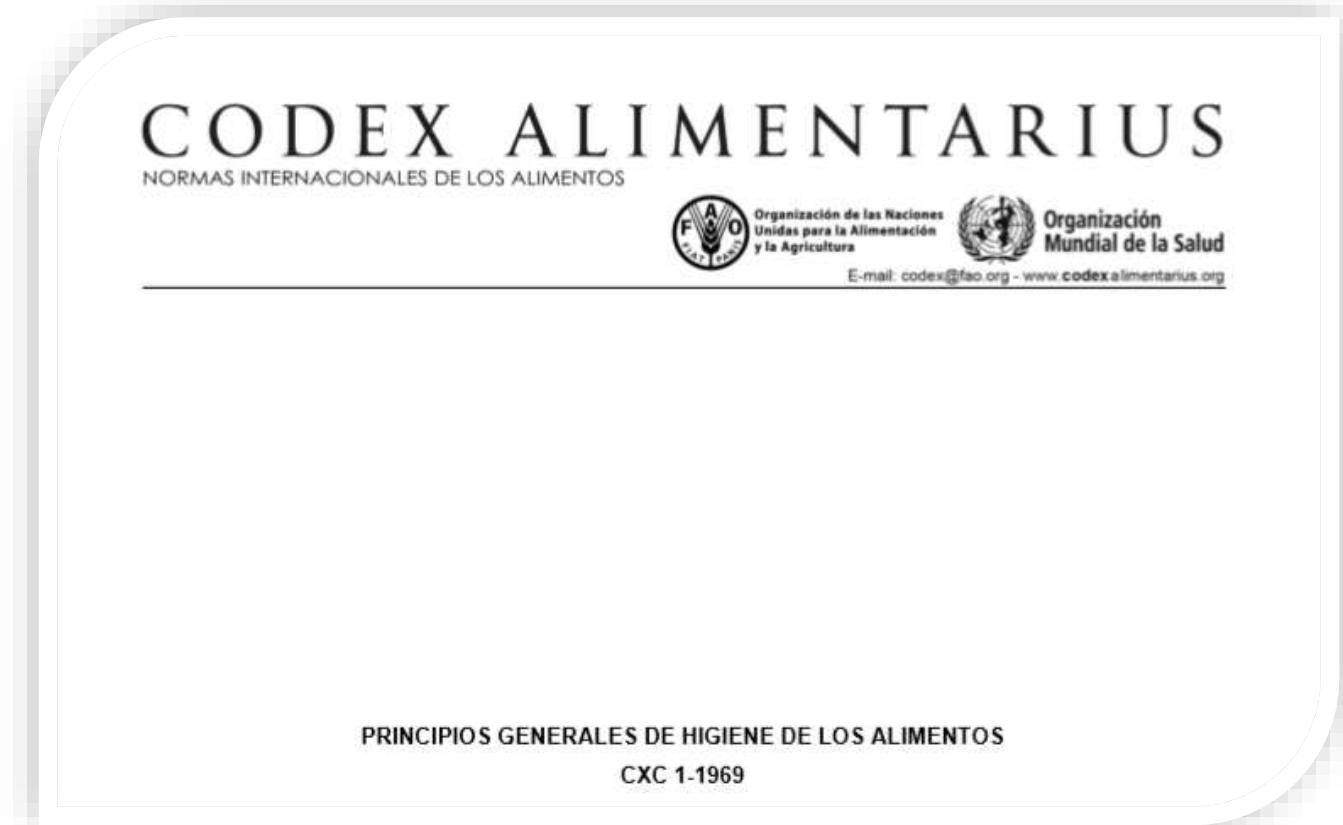 CODEX ALIMENTARIUS
NORMAS INTERNACIONALES DE LOS ALIMENTOS
F A O
FIAT PANIS
Organización de las Naciones
Unidas para la Alimentación
y la Agricultura
Organización
Mundial de la Salud
E-mail: codex@fao.org - www.codexalimentarius.org
PRINCIPIOS GENERALES DE HIGIENE DE LOS ALIMENTOS
CXC 1-1969